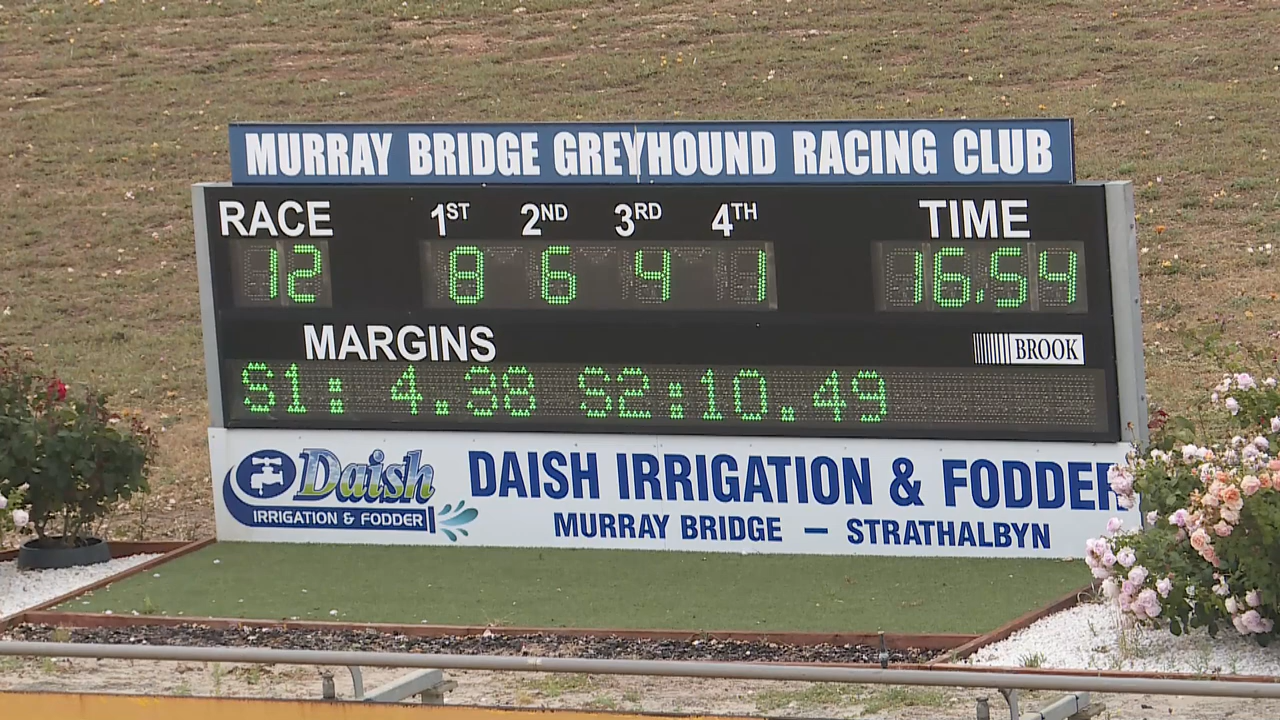 MURRAY BRIDGE GREYHOUND RACING CLUB
RACE 1ST 2ND 3RD 4TH TIME
12 8 6 4 1 16.54
MARGINS
BROOK
S1: 4.38 S2:10.49
Daish
IRRIGATION & FODDER
DAISH IRRIGATION & FODDER
MURRAY BRIDGE – STRATHALBYN